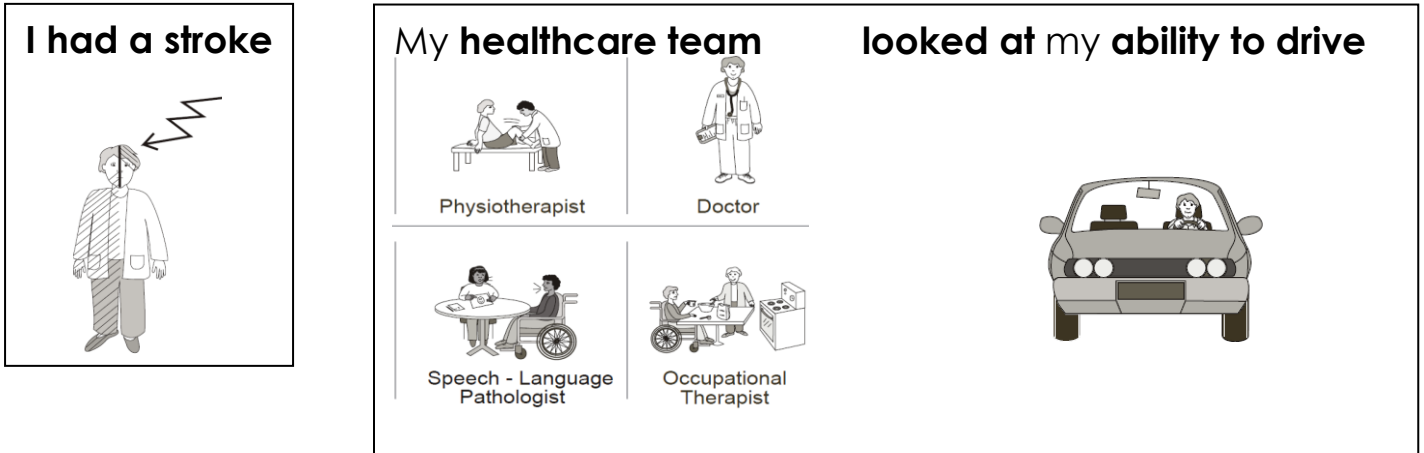 I had a stroke
My healthcare team looked at my ability to drive
Physiotherapist
Doctor
Speech - Language
Pathologist
Occupational
Therapist